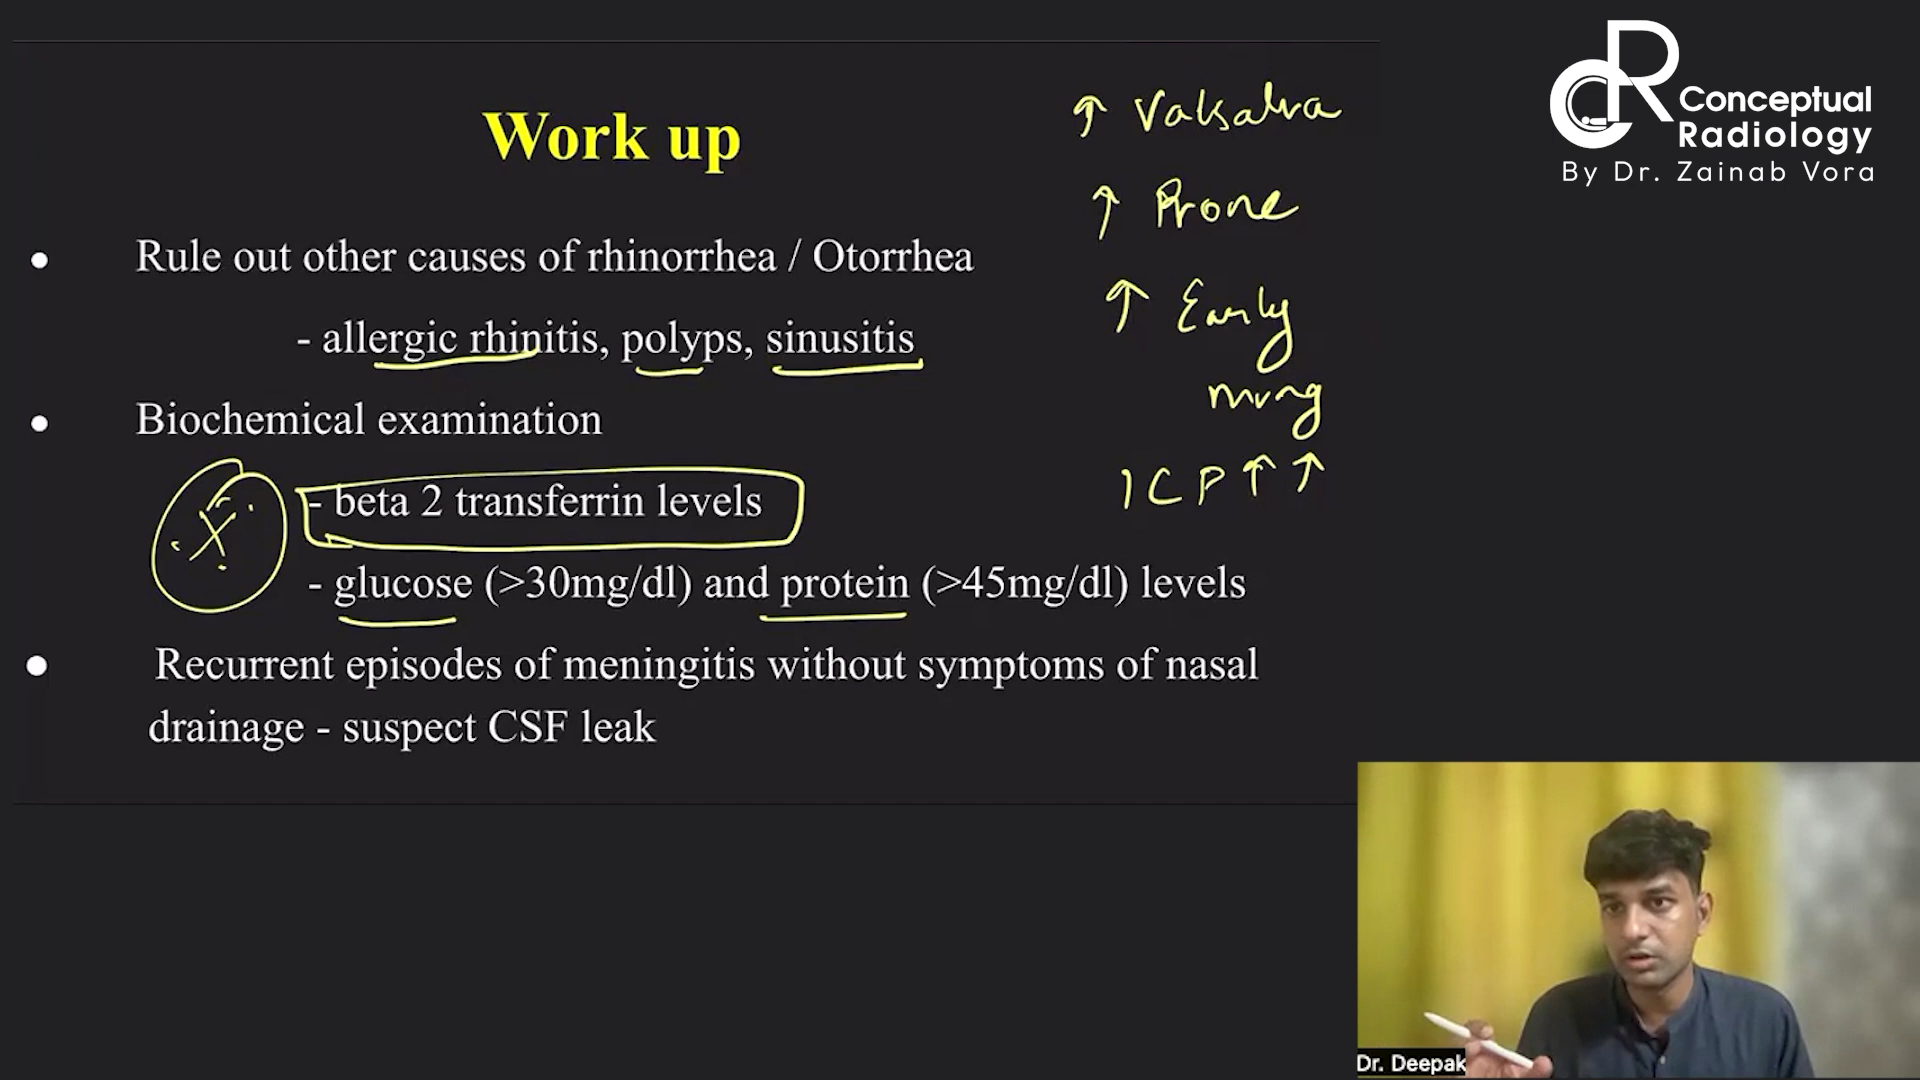 Work up
• Rule out other causes of rhinorrhea / Otorrhea
- allergic rhinitis, polyps, sinusitis
• Biochemical examination
- beta 2 transferrin levels
- glucose (>30mg/dl) and protein (>45mg/dl) levels
• Recurrent episodes of meningitis without symptoms of nasal
drainage - suspect CSF leak
↑ Valsalva
↑ Prone
↑ Early
mrng
ICP ↑ ↑
CR Conceptual
Radiology
By Dr. Zainab Vora
Dr. Deepak